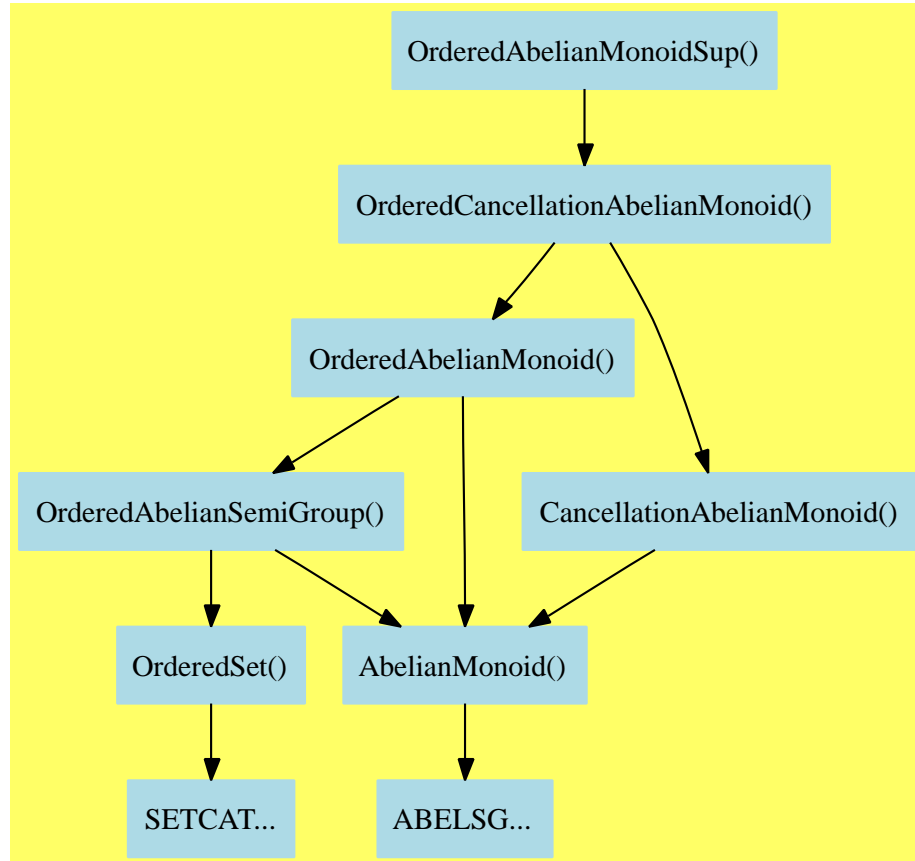 OrderedAbelianMonoidSup()
OrderedCancellationAbelianMonoid()
OrderedAbelianMonoid()
OrderedAbelianSemiGroup()
CancellationAbelianMonoid()
OrderedSet()
AbelianMonoid()
SETCAT...
ABELSG...